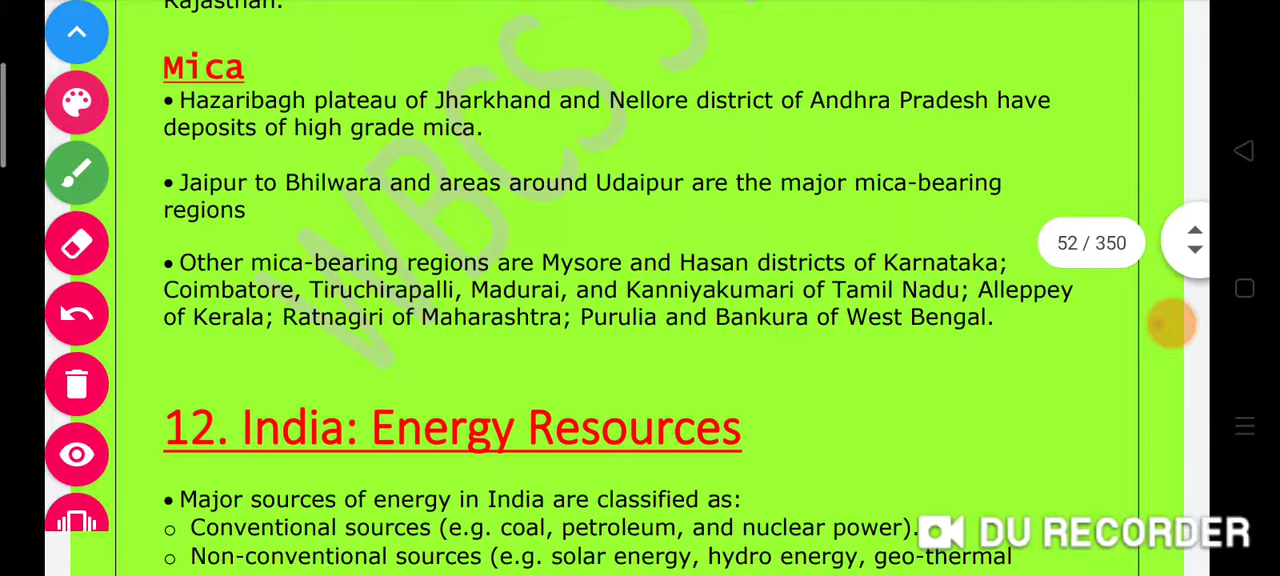 Rajasthan.
Mica
• Hazaribagh plateau of Jharkhand and Nellore district of Andhra Pradesh have
deposits of high grade mica.
• Jaipur to Bhilwara and areas around Udaipur are the major mica-bearing
regions
52 / 350
• Other mica-bearing regions are Mysore and Hasan districts of Karnataka;
Coimbatore, Tiruchirapalli, Madurai, and Kanniyakumari of Tamil Nadu; Alleppey
of Kerala; Ratnagiri of Maharashtra; Purulia and Bankura of West Bengal.
WBCS
12. India: Energy Resources
• Major sources of energy in India are classified as:
o Conventional sources (e.g. coal, petroleum, and nuclear power).
DU RECORDER
o Non-conventional sources (e.g. solar energy, hydro energy, geo-thermal